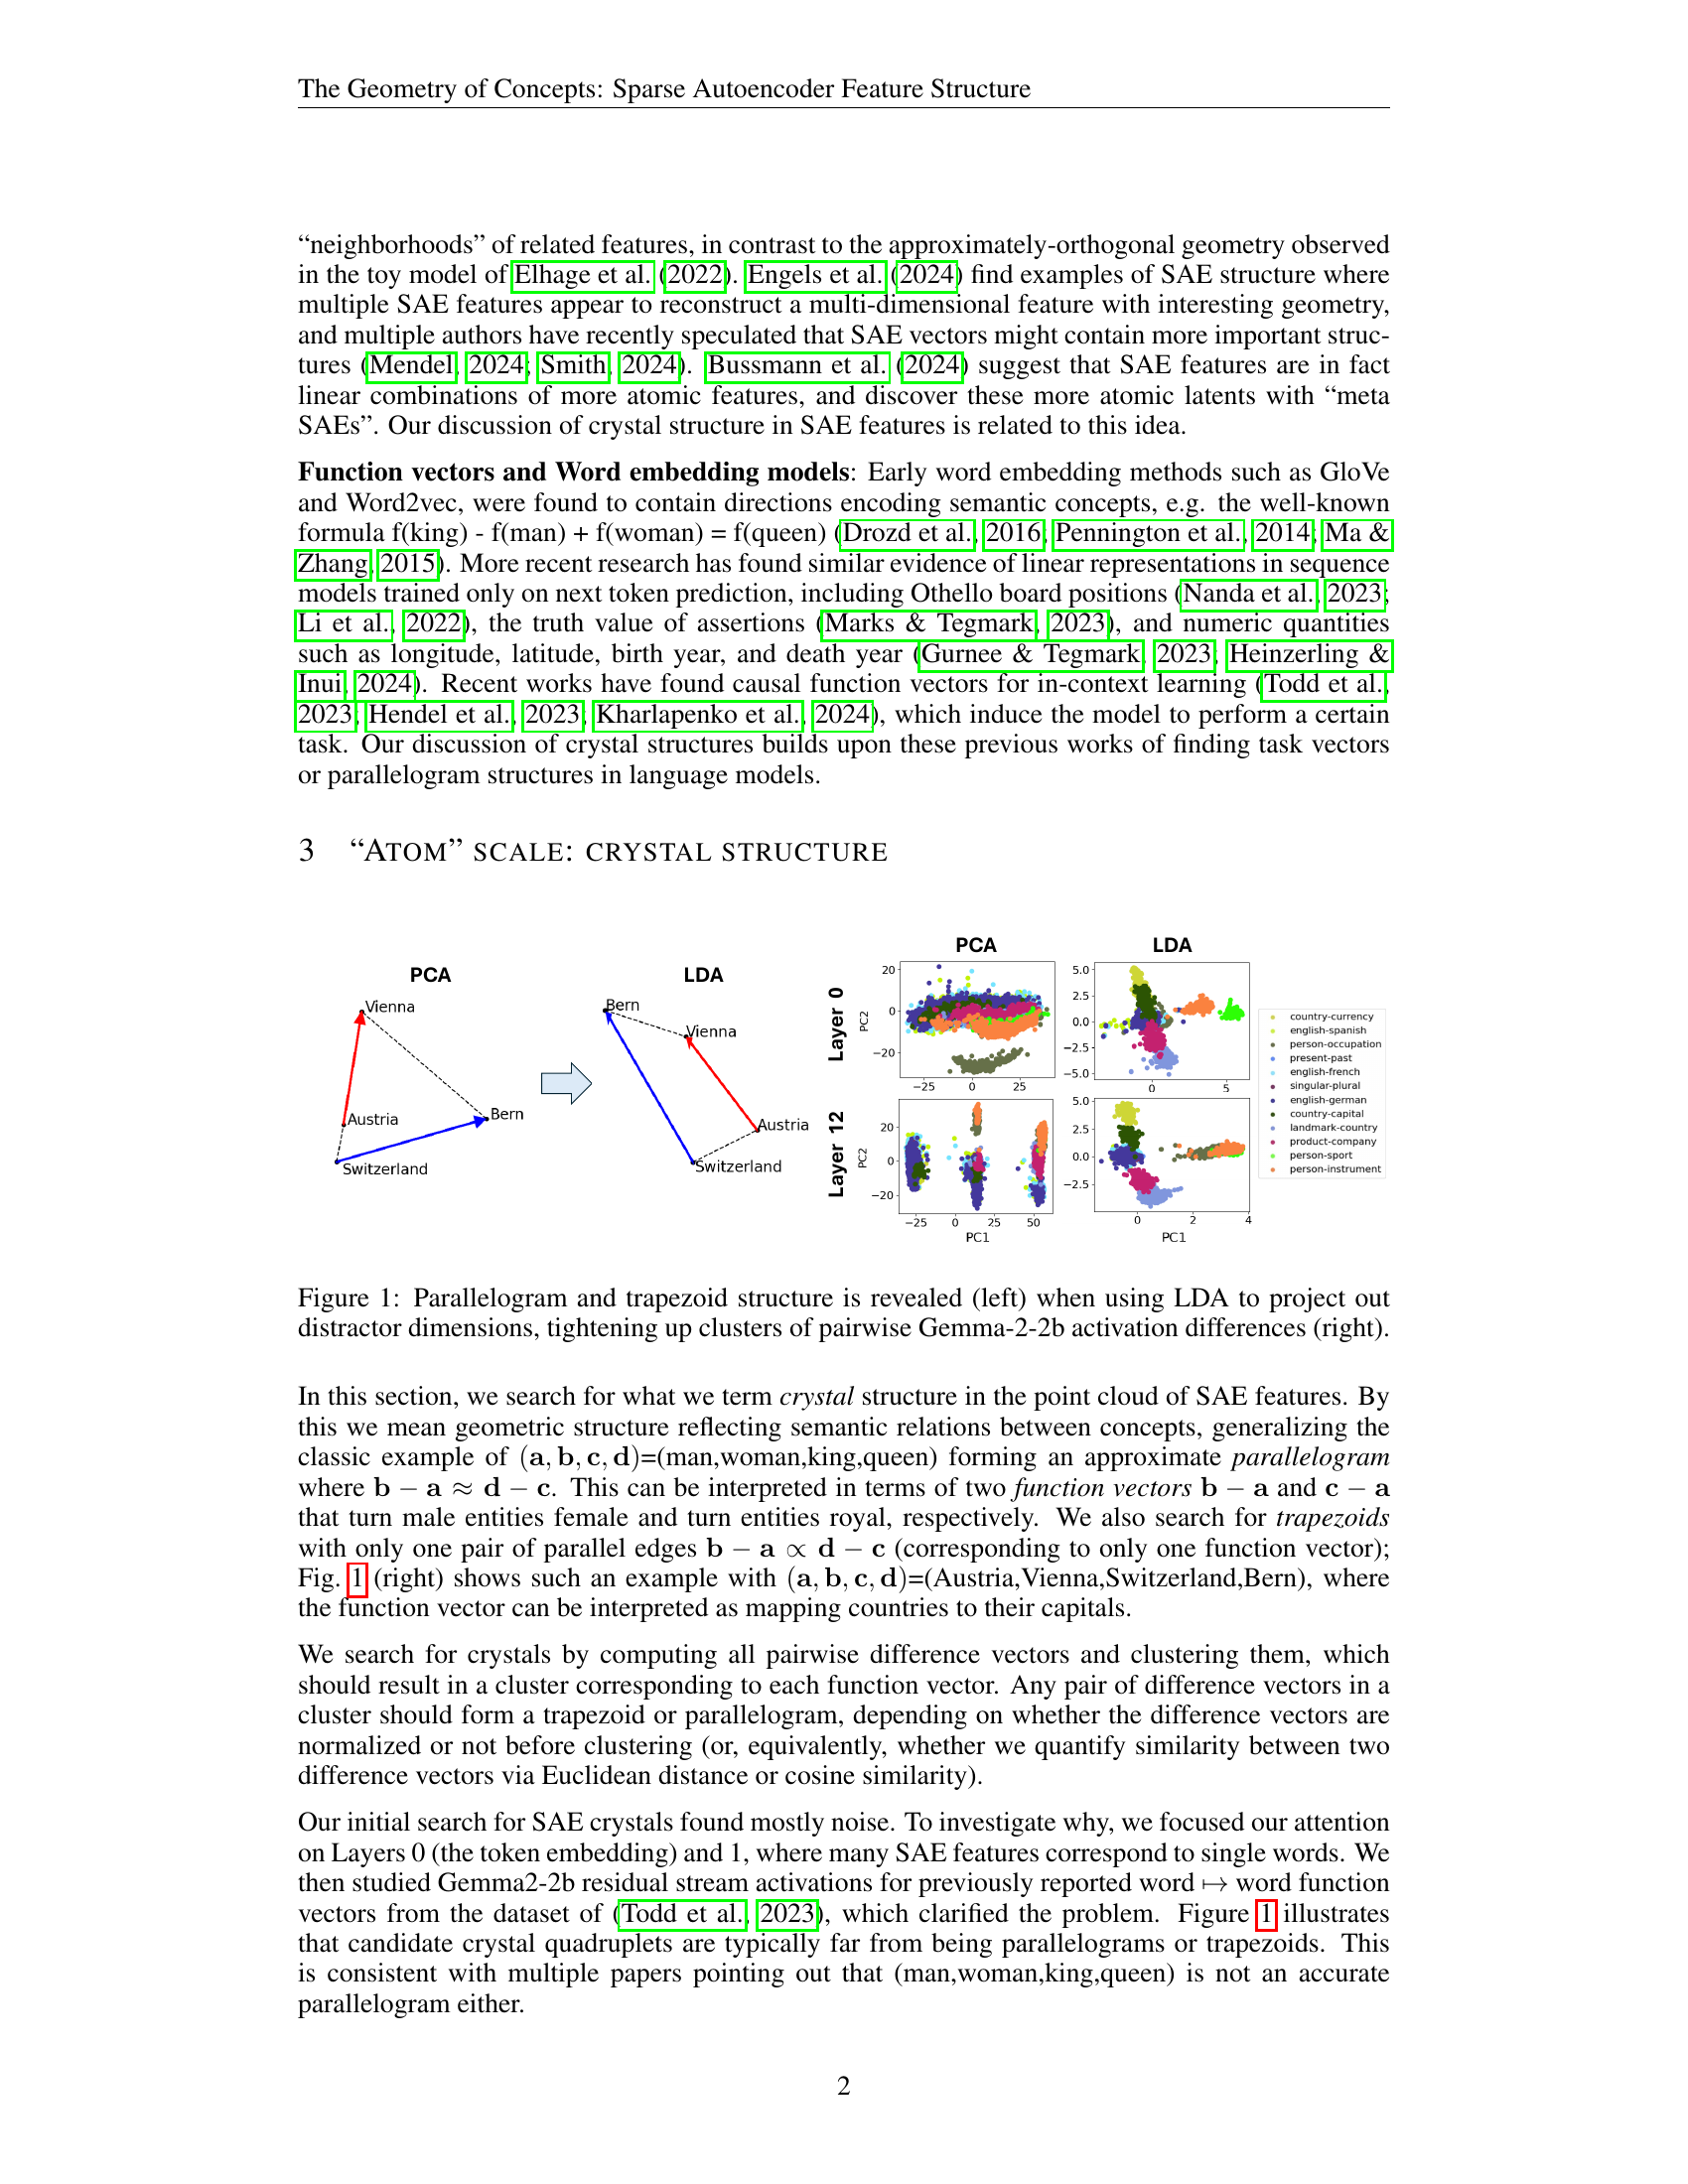 The Geometry of Concepts: Sparse Autoencoder Feature Structure
“neighborhoods” of related features, in contrast to the approximately-orthogonal geometry observed
in the toy model of Elhage et al. (2022). Engels et al. (2024) find examples of SAE structure where
multiple SAE features appear to reconstruct a multi-dimensional feature with interesting geometry,
and multiple authors have recently speculated that SAE vectors might contain more important struc-
tures (Mendel, 2024; Smith, 2024). Bussmann et al. (2024) suggest that SAE features are in fact
linear combinations of more atomic features, and discover these more atomic latents with “meta
SAEs”. Our discussion of crystal structure in SAE features is related to this idea.
Function vectors and Word embedding models: Early word embedding methods such as GloVe
and Word2vec, were found to contain directions encoding semantic concepts, e.g. the well-known
formula f(king) - f(man) + f(woman) = f(queen) (Drozd et al., 2016; Pennington et al., 2014; Ma &
Zhang, 2015). More recent research has found similar evidence of linear representations in sequence
models trained only on next token prediction, including Othello board positions (Nanda et al., 2023;
Li et al., 2022), the truth value of assertions (Marks & Tegmark, 2023), and numeric quantities
such as longitude, latitude, birth year, and death year (Gurnee & Tegmark, 2023; Heinzerling &
Inui, 2024). Recent works have found causal function vectors for in-context learning (Todd et al.,
2023; Hendel et al., 2023; Kharlapenko et al., 2024), which induce the model to perform a certain
task. Our discussion of crystal structures builds upon these previous works of finding task vectors
or parallelogram structures in language models.
3 “ATOM” SCALE: CRYSTAL STRUCTURE
PCA
Vienna
Austria
Bern
Switzerland
LDA
Bern
Vienna
Austria
Switzerland
PCA
LDA
Layer 0
PC2
20
0
−20
−25 0 25
5.0
2.5
0.0
−2.5
−5.0
0 5
Layer 12
PC2
20
0
−20
−25 0 25 50
PC1
5.0
2.5
0.0
−2.5
0 2 4
PC1
country-currency
english-spanish
person-occupation
present-past
english-french
singular-plural
english-german
country-capital
landmark-country
product-company
person-sport
person-instrument
Figure 1: Parallelogram and trapezoid structure is revealed (left) when using LDA to project out
distractor dimensions, tightening up clusters of pairwise Gemma-2-2b activation differences (right).
In this section, we search for what we term crystal structure in the point cloud of SAE features. By
this we mean geometric structure reflecting semantic relations between concepts, generalizing the
classic example of (a, b, c, d)=(man,woman,king,queen) forming an approximate parallelogram
where b − a ≈ d − c. This can be interpreted in terms of two function vectors b − a and c − a
that turn male entities female and turn entities royal, respectively. We also search for trapezoids
with only one pair of parallel edges b − a ∝ d − c (corresponding to only one function vector);
Fig. 1 (right) shows such an example with (a, b, c, d)=(Austria,Vienna,Switzerland,Bern), where
the function vector can be interpreted as mapping countries to their capitals.
We search for crystals by computing all pairwise difference vectors and clustering them, which
should result in a cluster corresponding to each function vector. Any pair of difference vectors in a
cluster should form a trapezoid or parallelogram, depending on whether the difference vectors are
normalized or not before clustering (or, equivalently, whether we quantify similarity between two
difference vectors via Euclidean distance or cosine similarity).
Our initial search for SAE crystals found mostly noise. To investigate why, we focused our attention
on Layers 0 (the token embedding) and 1, where many SAE features correspond to single words. We
then studied Gemma2-2b residual stream activations for previously reported word ↦ word function
vectors from the dataset of (Todd et al., 2023), which clarified the problem. Figure 1 illustrates
that candidate crystal quadruplets are typically far from being parallelograms or trapezoids. This
is consistent with multiple papers pointing out that (man,woman,king,queen) is not an accurate
parallelogram either.
2